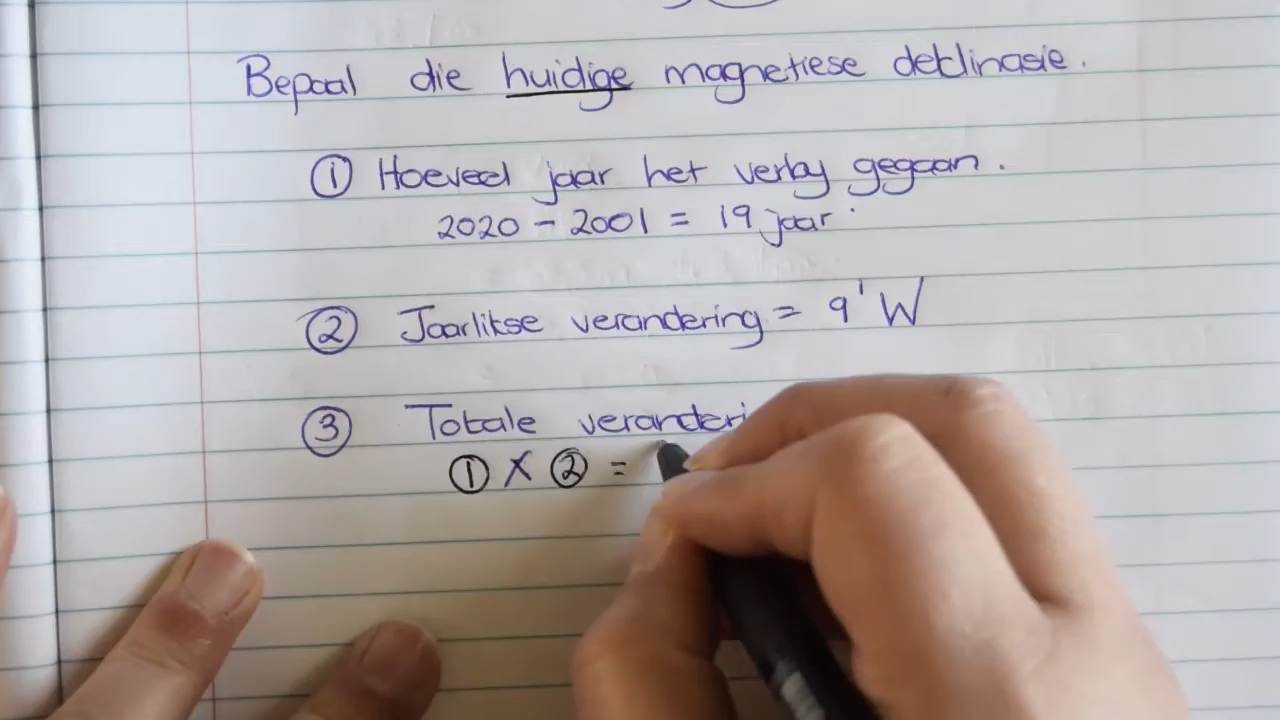 Bepaal die huidige magnetiese deklinasie.
① Hoeveel jaar het verby gegaan.
2020 - 2001 = 19 jaar.
② Jaarlikse verandering = 9' W
③ Totale
① X ② =